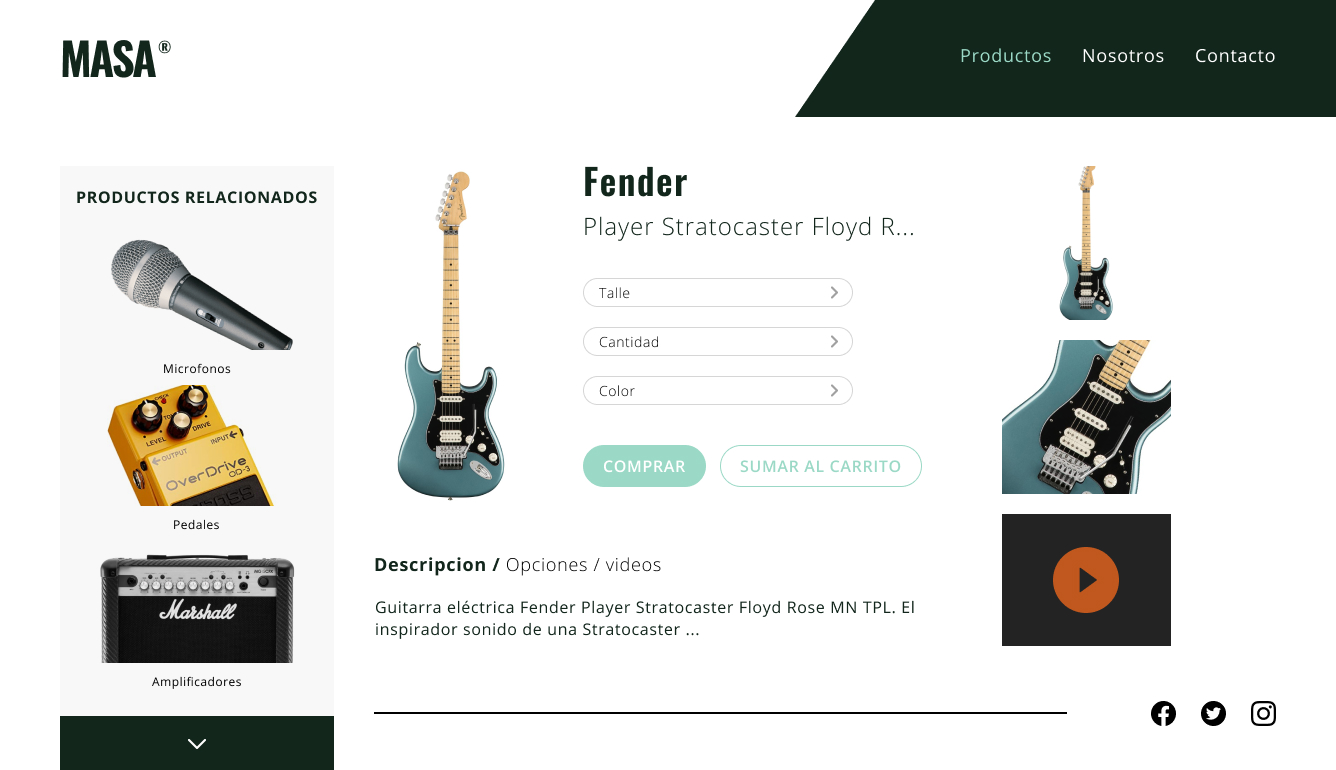 MASA®
Productos
Nosotros
Contacto
PRODUCTOS RELACIONADOS
Microfonos
CHECK
LEVEL
TONE
DRIVE
INPUT
OUTPUT
OverDrive
OD-3
BOSS
Pedales
Marshall
Amplificadores
Fender
Player Stratocaster Floyd R...
Talle
Cantidad
Color
COMPRAR
SUMAR AL CARRITO
Descripcion / Opciones / videos
Guitarra eléctrica Fender Player Stratocaster Floyd Rose MN TPL. El
inspirador sonido de una Stratocaster ...